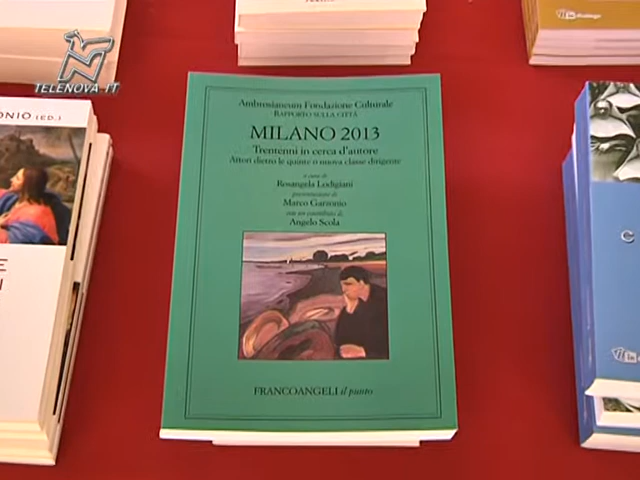 TELENOVA.IT
ONIO (ED.)
Ambrosianeum Fondazione Culturale
RAPPORTO SULLA CITTÀ
MILANO 2013
Trentenni in cerca d'autore
Attori dietro le quinte o nuova classe dirigente
a cura di
Rosangela Lodigiani
presentazione di
Marco Garzonio
con un contributo di
Angelo Scola
FRANCOANGELI il punto